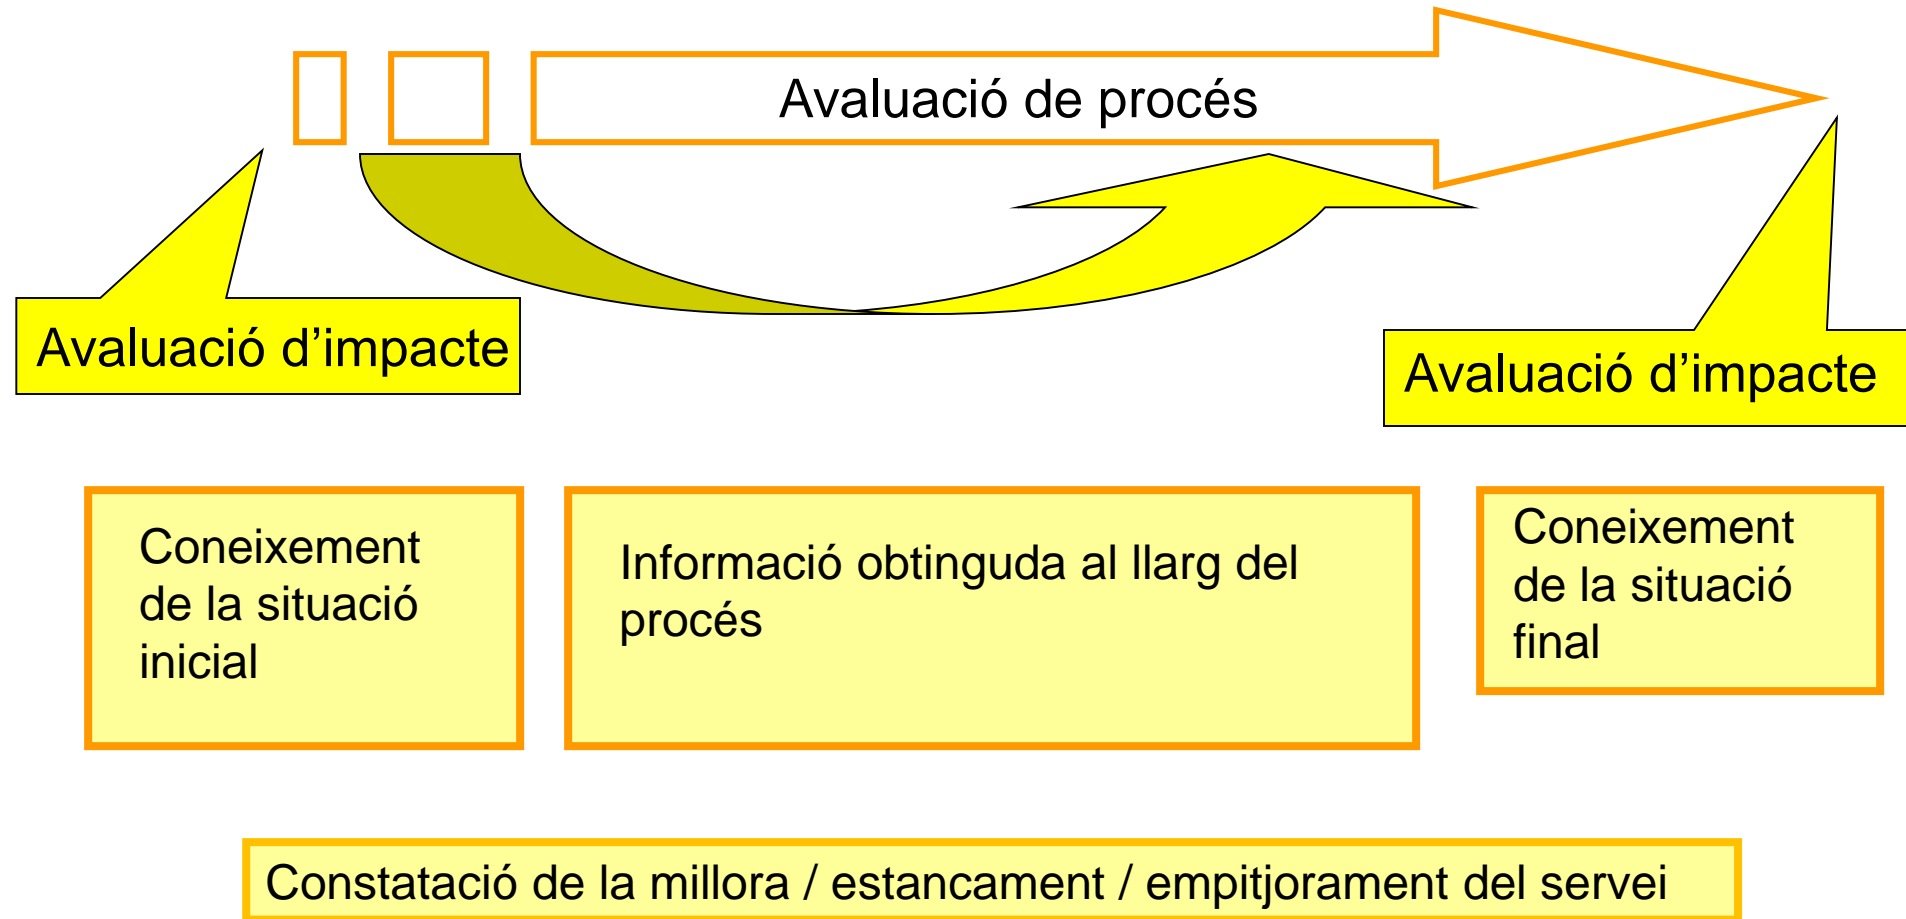 Avaluació de procés
Avaluació d’impacte
Avaluació d’impacte
Coneixement
de la situació
inicial
Informació obtinguda al llarg del
procés
Coneixement
de la situació
final
Constatació de la millora / estancament / empitjorament del servei